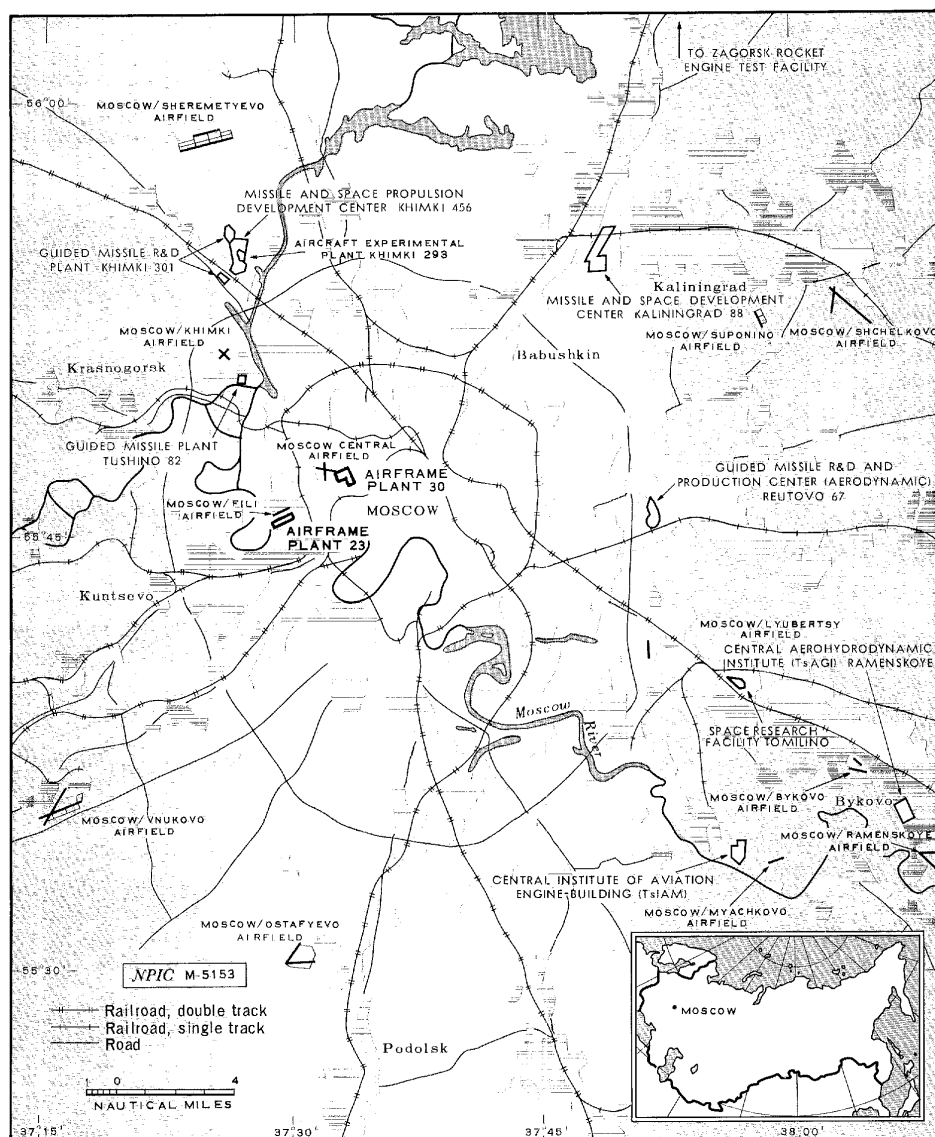 TO ZAGORSK ROCKET
ENGINE TEST FACILITY
56°00'
MOSCOW/SHEREMETYEVO
AIRFIELD
MISSILE AND SPACE PROPULSION
DEVELOPMENT CENTER KHIMKI 456
GUIDED MISSILE R&D
PLANT KHIMKI 301
AIRCRAFT EXPERIMENTAL
PLANT KHIMKI 293
Kaliningrad
MISSILE AND SPACE DEVELOPMENT
CENTER KALININGRAD 88
MOSCOW/KHIMKI
AIRFIELD
MOSCOW/SUPONINO
AIRFIELD
MOSCOW/SHCHELKOVO
AIRFIELD
Babushkin
Krasnogorsk
GUIDED MISSILE PLANT
TUSHINO 82
MOSCOW CENTRAL
AIRFIELD
AIRFRAME
PLANT 30
MOSCOW
GUIDED MISSILE R&D AND
PRODUCTION CENTER (AERODYNAMIC)
REUTOVO 67
MOSCOW/FILI
AIRFIELD
AIRFRAME
PLANT 23
55°45'
Kuntsevo
MOSCOW/LYUBERTSY
AIRFIELD
CENTRAL AEROHYDRODYNAMIC
INSTITUTE (TsAGI) RAMENSKOYE
Moscow
River
SPACE RESEARCH
FACILITY TOMILINO
MOSCOW/VNUKOVO
AIRFIELD
MOSCOW/BYKOVO
AIRFIELD
Bykovo
MOSCOW/RAMENSKOYE
AIRFIELD
CENTRAL INSTITUTE OF AVIATION
ENGINE-BUILDING (TsIAM)
MOSCOW/MYACHKOVO
AIRFIELD
MOSCOW/OSTAFYEVO
AIRFIELD
55°30'
NPIC M-5153
Railroad, double track
Railroad, single track
Road
Podolsk
MOSCOW
1 0 4
NAUTICAL MILES
37°15' 37°30' 37°45' 38°00'